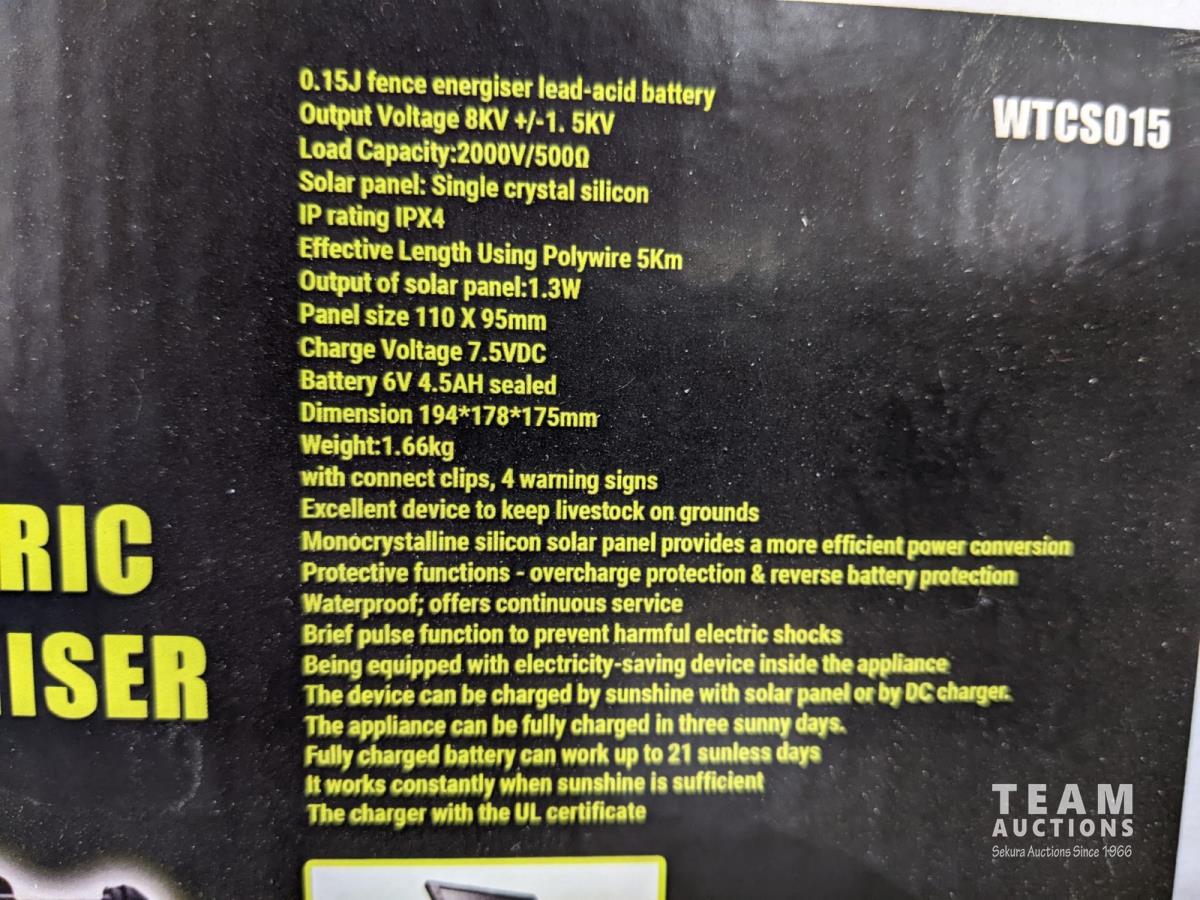 0.15J fence energiser lead-acid battery
Output Voltage 8KV +/-1. 5KV
Load Capacity:2000V/500Ω
Solar panel: Single crystal silicon
IP rating IPX4
Effective Length Using Polywire 5Km
Output of solar panel:1.3W
Panel size 110 X 95mm
Charge Voltage 7.5VDC
Battery 6V 4.5AH sealed
Dimension 194*178*175mm
Weight:1.66kg
with connect clips, 4 warning signs
Excellent device to keep livestock on grounds
Monocrystalline silicon solar panel provides a more efficient power conversion
Protective functions - overcharge protection & reverse battery protection
Waterproof; offers continuous service
Brief pulse function to prevent harmful electric shocks
Being equipped with electricity-saving device inside the appliance
The device can be charged by sunshine with solar panel or by DC charger.
The appliance can be fully charged in three sunny days.
Fully charged battery can work up to 21 sunless days
It works constantly when sunshine is sufficient
The charger with the UL certificate
WTCS015
RIC
ISER
TEAM
AUCTIONS
Sekura Auctions Since 1966